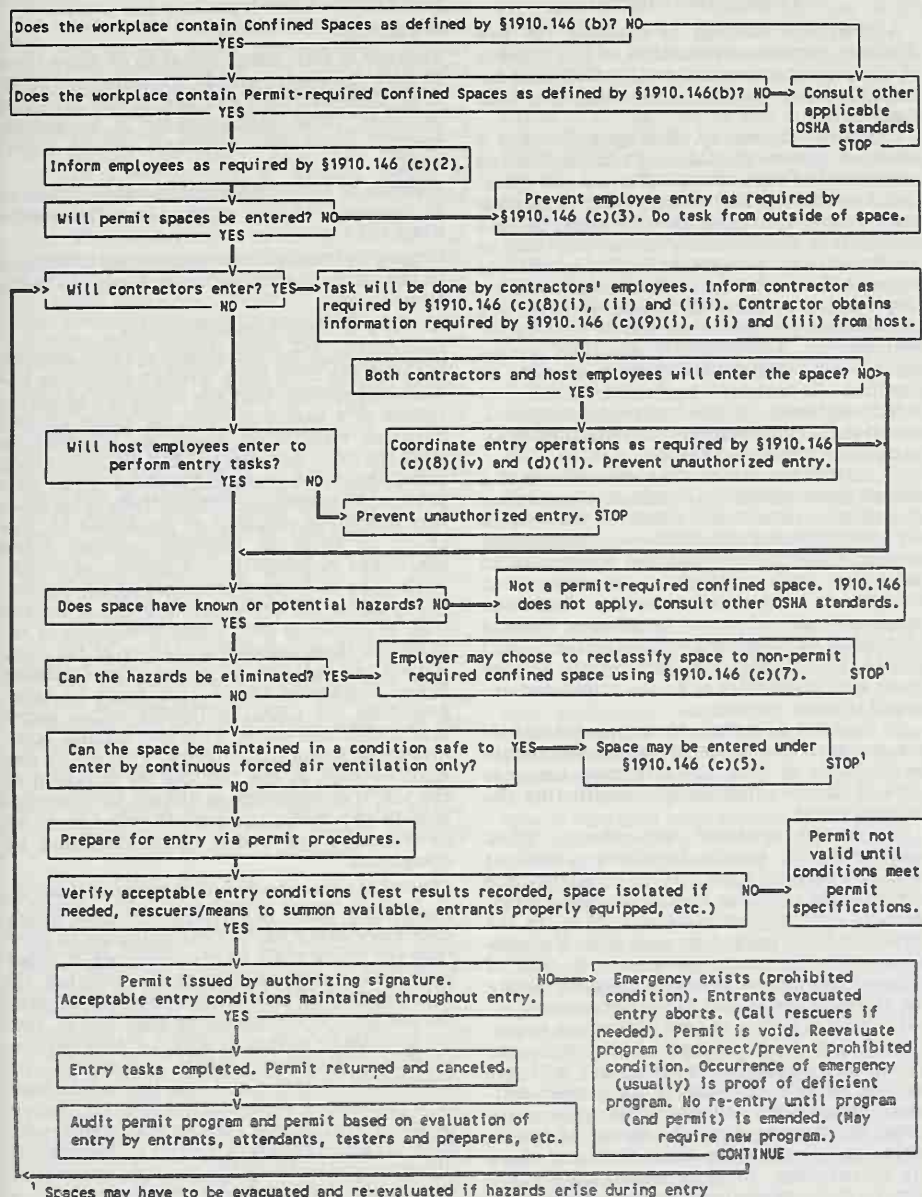 Does the workplace contain Confined Spaces as defined by §1910.146 (b)? NO
YES
Does the workplace contain Permit-required Confined Spaces as defined by §1910.146(b)? NO
YES
Consult other
applicable
OSHA standards
STOP
Inform employees as required by §1910.146 (c)(2).
Will permit spaces be entered? NO
YES
Prevent employee entry as required by
§1910.146 (c)(3). Do task from outside of space.
Will contractors enter? YES
NO
Task will be done by contractors' employees. Inform contractor as
required by §1910.146 (c)(8)(i), (ii) and (iii). Contractor obtains
information required by §1910.146 (c)(9)(i), (ii) and (iii) from host.
Both contractors and host employees will enter the space? NO
YES
Will host employees enter to
perform entry tasks?
YES NO
Coordinate entry operations as required by §1910.146
(c)(8)(iv) and (d)(11). Prevent unauthorized entry.
Prevent unauthorized entry. STOP
Does space have known or potential hazards? NO
YES
Not a permit-required confined space. 1910.146
does not apply. Consult other OSHA standards.
Can the hazards be eliminated? YES
NO
Employer may choose to reclassify space to non-permit
required confined space using §1910.146 (c)(7). STOP¹
Can the space be maintained in a condition safe to
enter by continuous forced air ventilation only?
YES
NO
Space may be entered under
§1910.146 (c)(5). STOP¹
Prepare for entry via permit procedures.
Verify acceptable entry conditions (Test results recorded, space isolated if
needed, rescuers/means to summon available, entrants properly equipped, etc.)
NO
YES
Permit not
valid until
conditions meet
permit
specifications.
Permit issued by authorizing signature.
Acceptable entry conditions maintained throughout entry.
NO
YES
Emergency exists (prohibited
condition). Entrants evacuated
entry aborts. (Call rescuers if
needed). Permit is void. Reevaluate
program to correct/prevent prohibited
condition. Occurrence of emergency
(usually) is proof of deficient
program. No re-entry until program
(and permit) is emended. (May
require new program.)
CONTINUE
Entry tasks completed. Permit returned and canceled.
Audit permit program and permit based on evaluation of
entry by entrants, attendants, testers and preparers, etc.
¹ Spaces may have to be evacuated and re-evaluated if hazards erise during entry